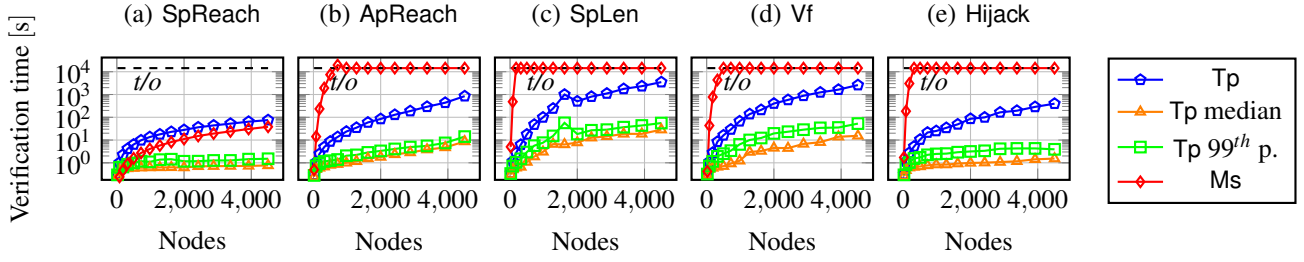 (a) SpReach (b) ApReach (c) SpLen (d) Vf (e) Hijack
Verification time [s]
10^4
10^3
10^2
10^1
10^0
t/o t/o t/o t/o t/o
0 2,000 4,000 0 2,000 4,000 0 2,000 4,000 0 2,000 4,000 0 2,000 4,000
Nodes Nodes Nodes Nodes Nodes
Tp
Tp median
Tp 99^th p.
Ms